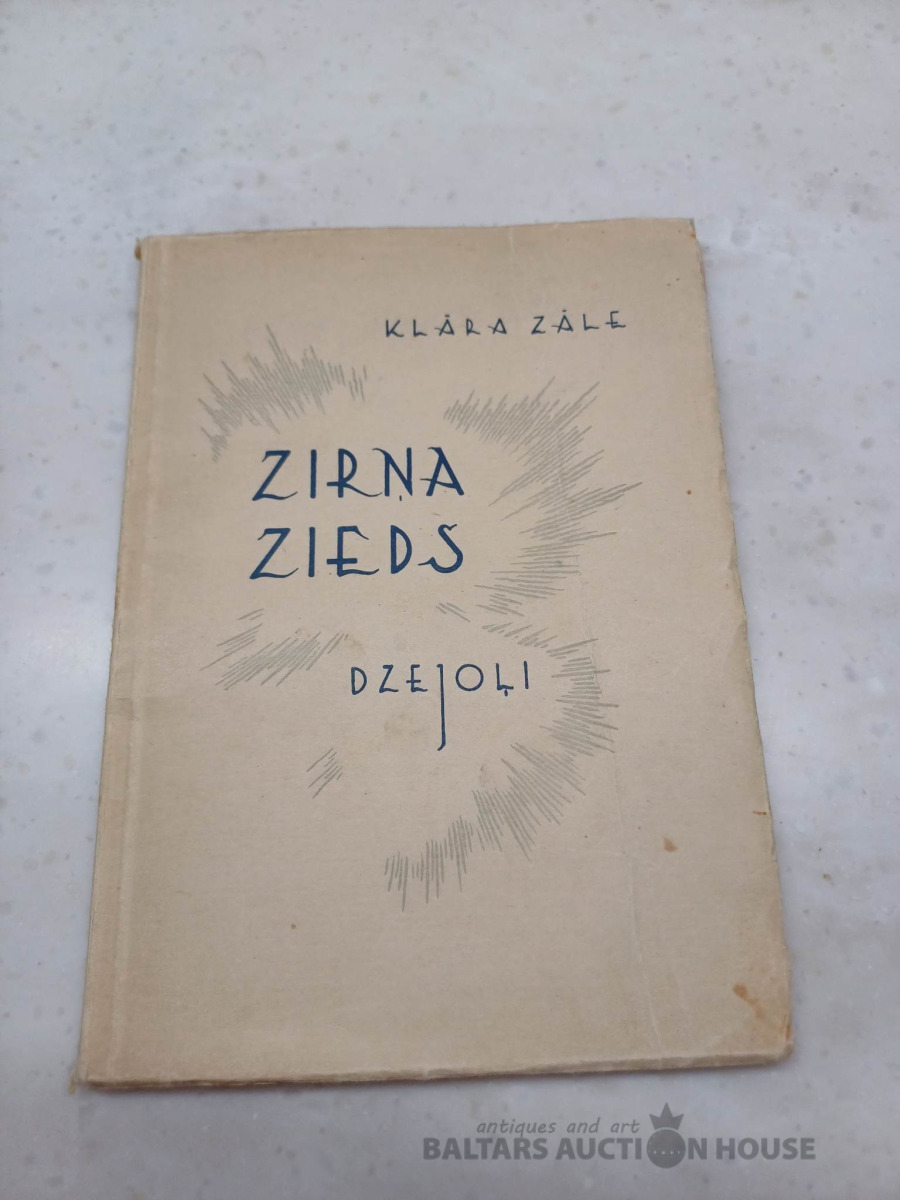 KLĀRA ZĀLE
ZIRŅA
ZIEDS
DZEJOĻI
antiques and art
BALTARS AUCTION HOUSE